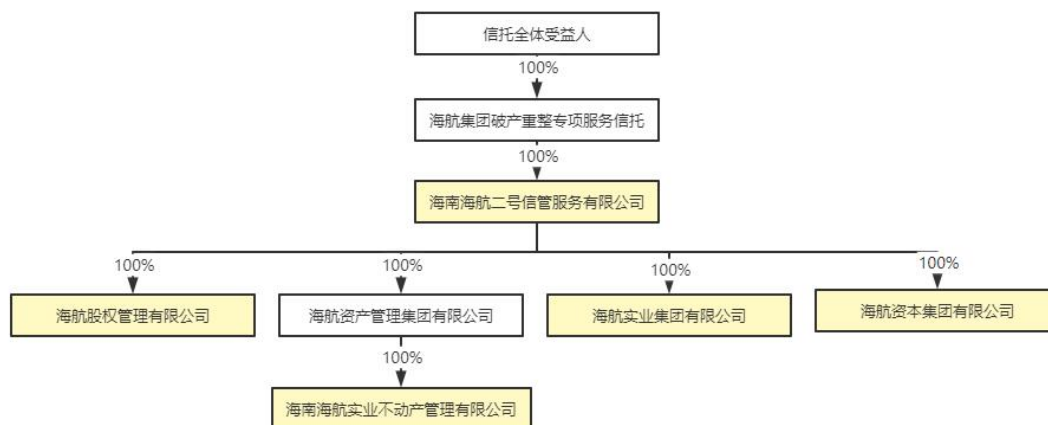 信托全体受益人
100%
海航集团破产重整专项服务信托
100%
海南海航二号信管服务有限公司
100%
100%
100%
100%
海航股权管理有限公司
海航资产管理集团有限公司
海航实业集团有限公司
海航资本集团有限公司
100%
海南海航实业不动产管理有限公司